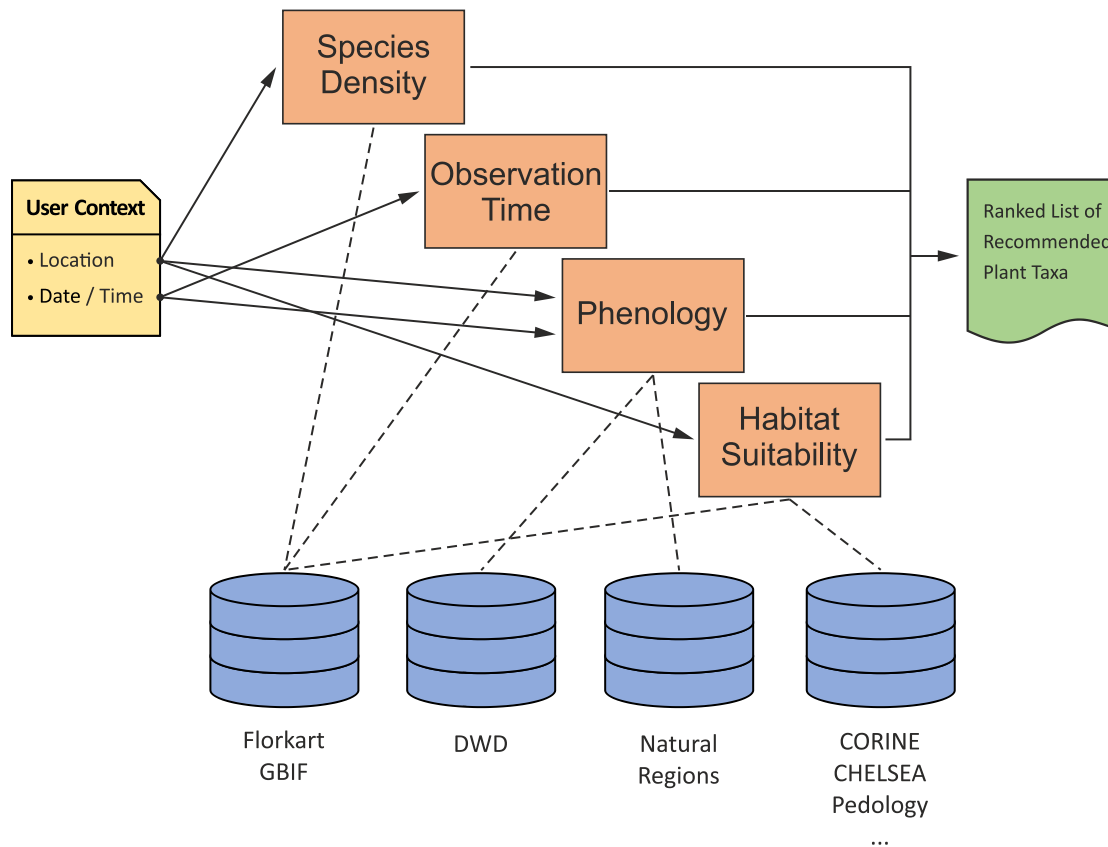 Species
Density
Observation
Time
User Context
• Location
• Date / Time
Ranked List of
Recommended
Plant Taxa
Phenology
Habitat
Suitability
Florkart
GBIF
DWD
Natural
Regions
CORINE
CHELSEA
Pedology
...